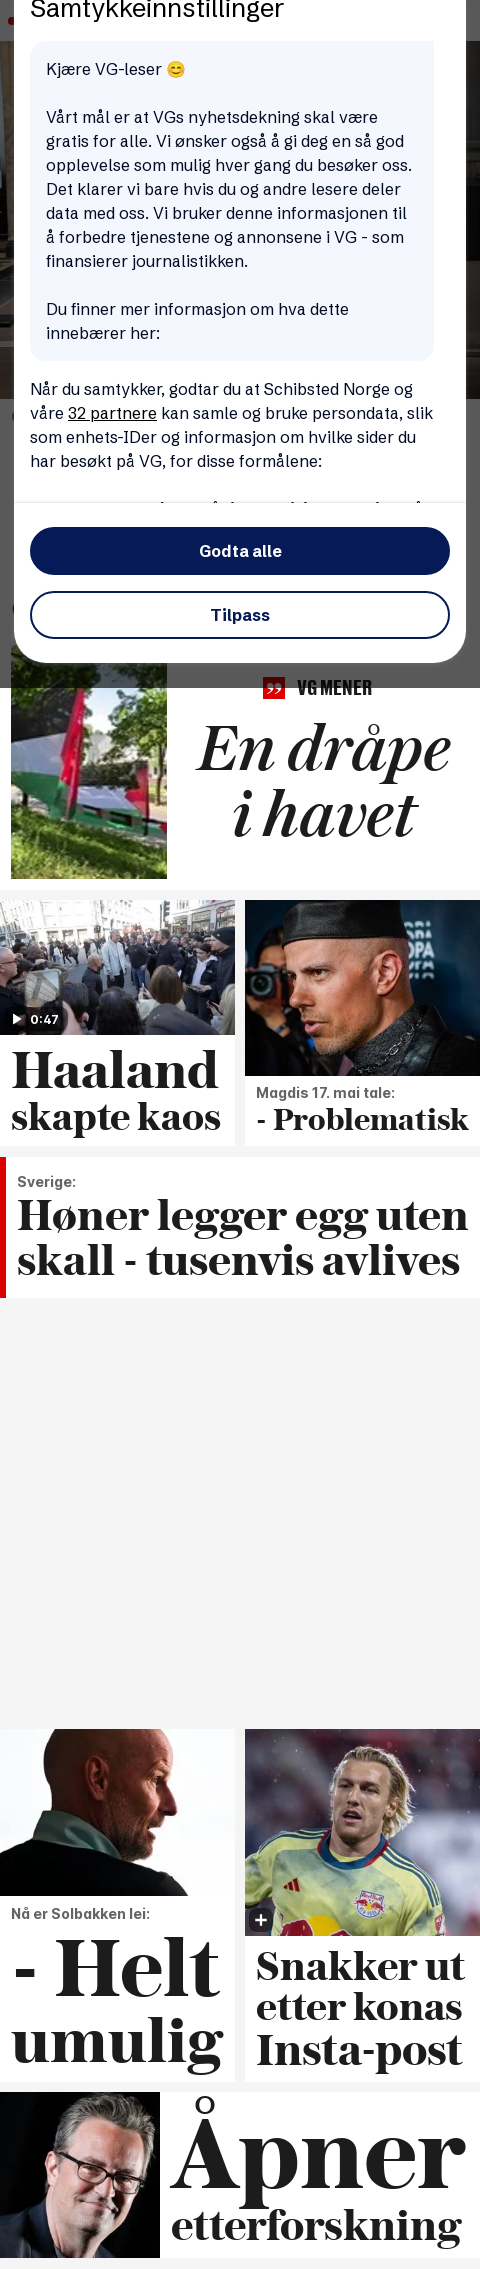 Samtykkeinnstillinger
Kjære VG-leser 😊
Vårt mål er at VGs nyhetsdekning skal være
gratis for alle. Vi ønsker også å gi deg en så god
opplevelse som mulig hver gang du besøker oss.
Det klarer vi bare hvis du og andre lesere deler
data med oss. Vi bruker denne informasjonen til
å forbedre tjenestene og annonsene i VG - som
finansierer journalistikken.
Du finner mer informasjon om hva dette
innebærer her:
Når du samtykker, godtar du at Schibsted Norge og
våre 32 partnere kan samle og bruke persondata, slik
som enhets-IDer og informasjon om hvilke sider du
har besøkt på VG, for disse formålene:
Godta alle
Tilpass
VG MENER
En dråpe
i havet
0:47
Haaland
skapte kaos
Magdis 17. mai tale:
- Problematisk
Sverige:
Høner legger egg uten
skall - tusenvis avlives
Nå er Solbakken lei:
- Helt
umulig
Snakker ut
etter konas
Insta-post
Åpner
etterforskning